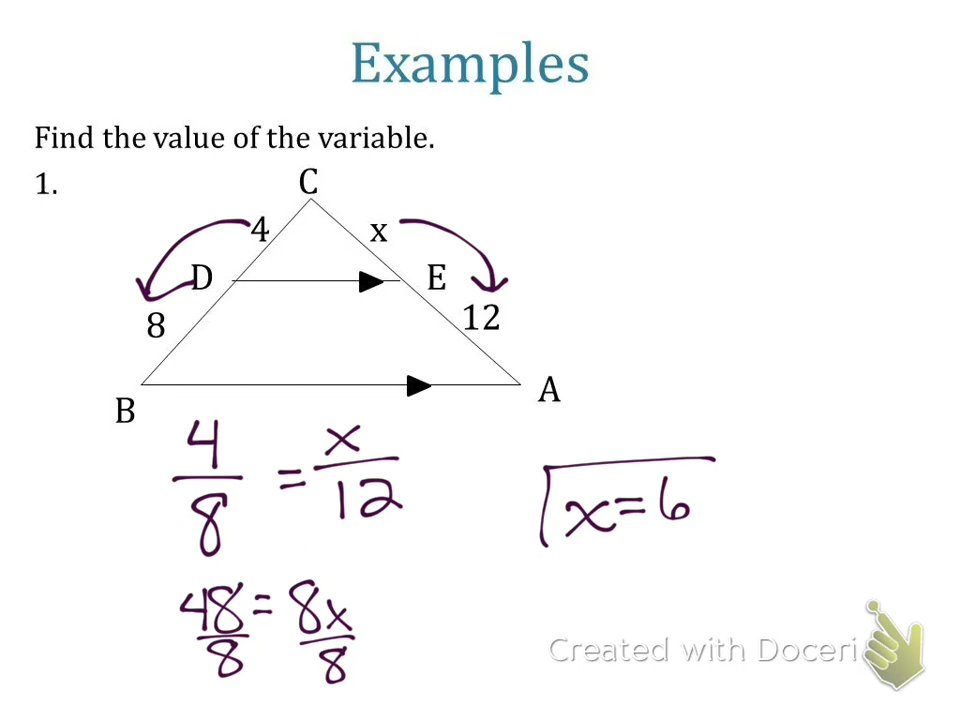 Examples
Find the value of the variable.
1.
C
4 x
D E
8 12
B A
4/8 = x/12
x=6
48/8 = 8x/8
Created with Doceri